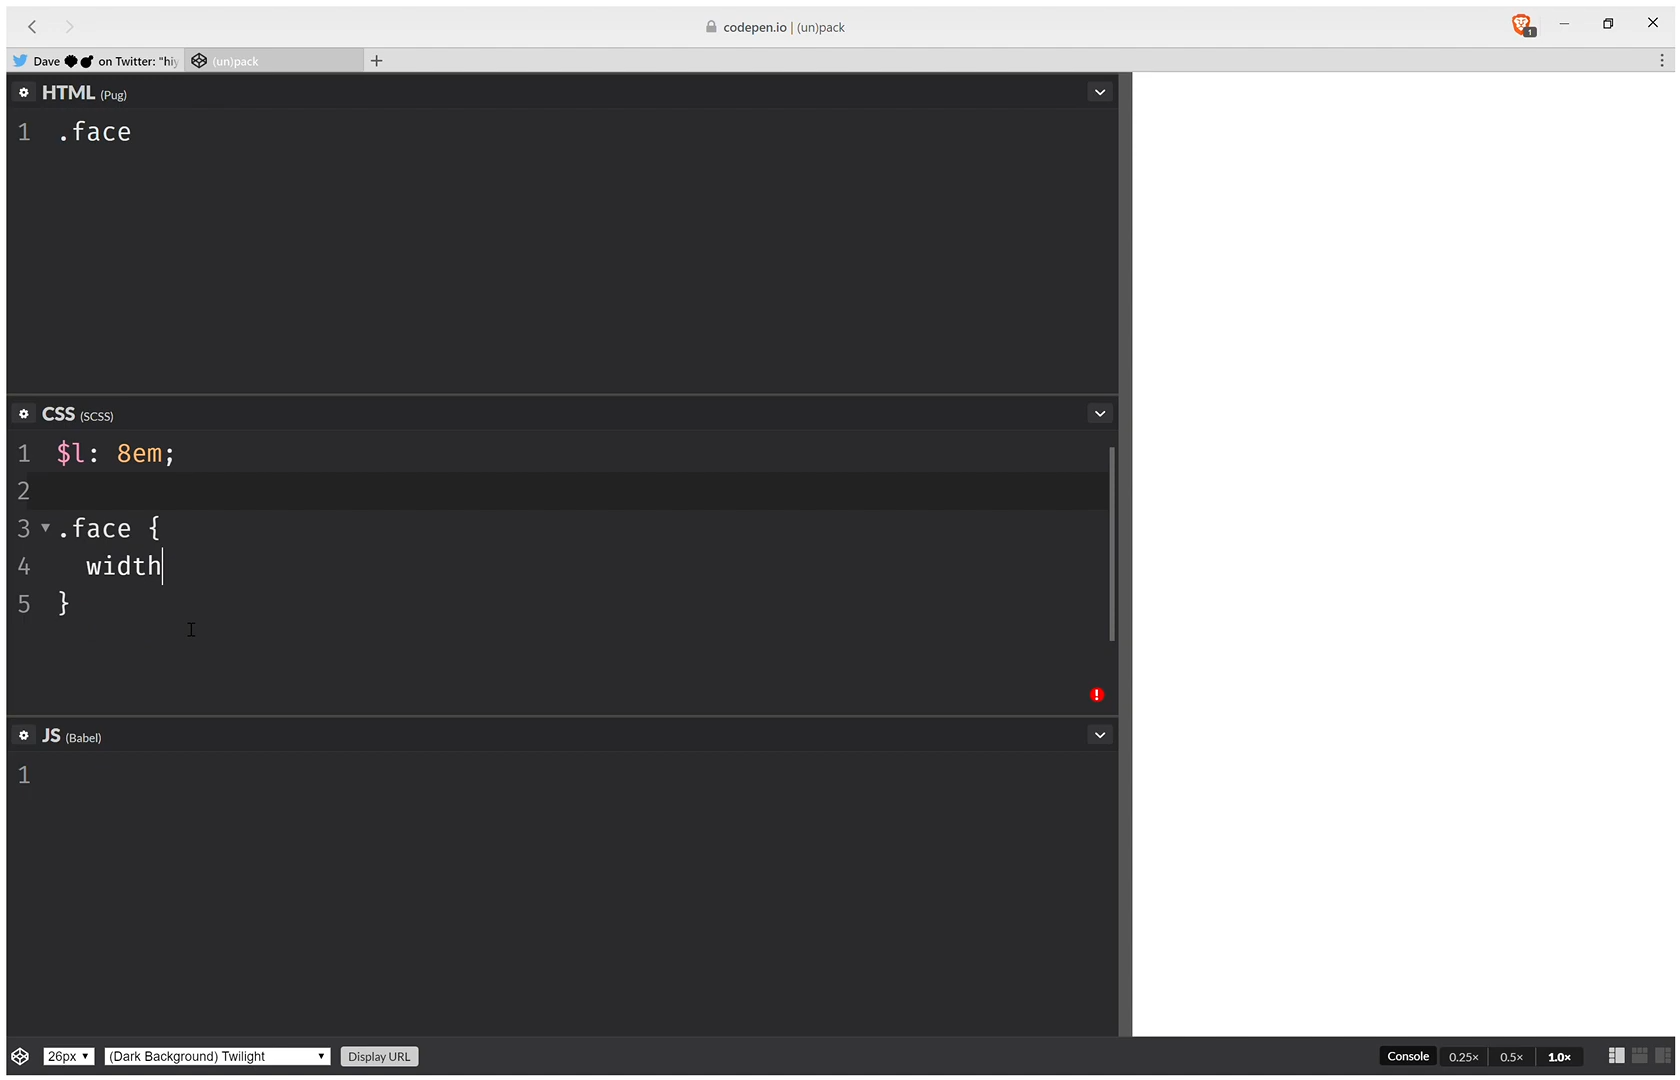 codepen.io | (un)pack
1
Dave on Twitter: "hiy
(un)pack
HTML (Pug)
1 .face
CSS (SCSS)
1 $l: 8em;
2
3 .face {
4 width
5 }
JS (Babel)
1
26px (Dark Background) Twilight Display URL Console 0.25× 0.5× 1.0×